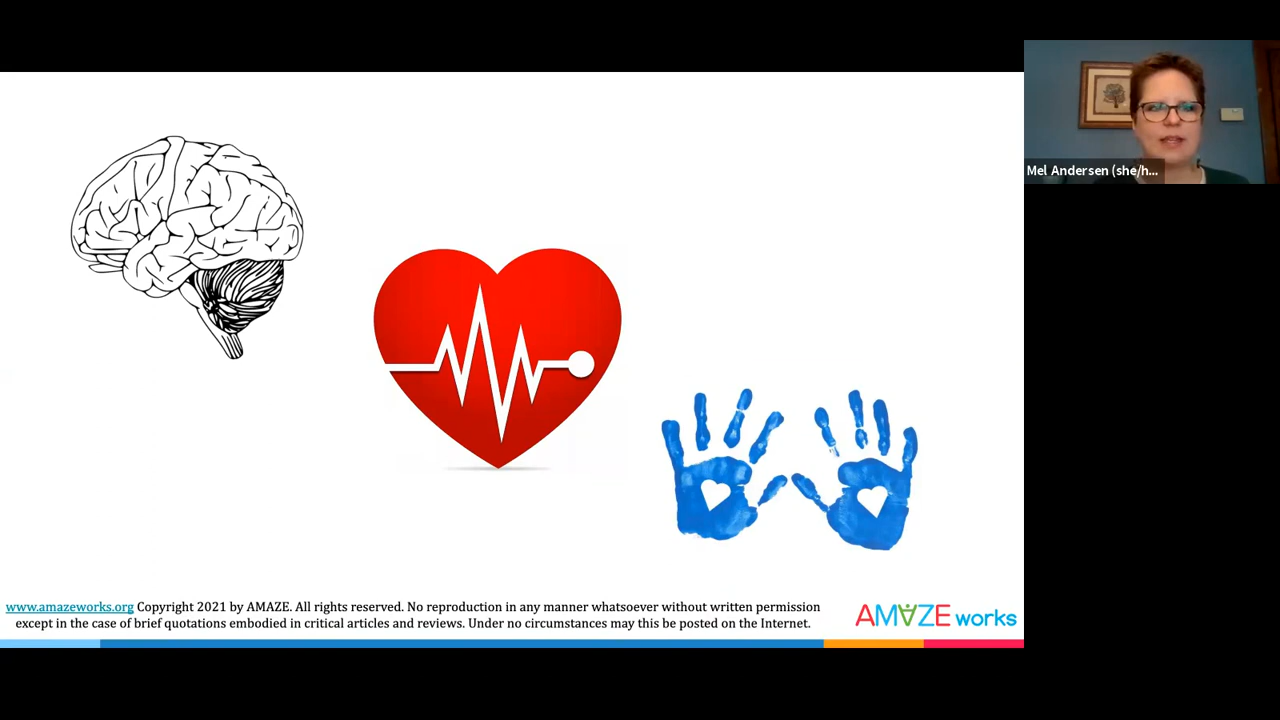 Mel Andersen (she/h...
www.amazeworks.org Copyright 2021 by AMAZE. All rights reserved. No reproduction in any manner whatsoever without written permission
except in the case of brief quotations embodied in critical articles and reviews. Under no circumstances may this be posted on the Internet.
AMAZE works